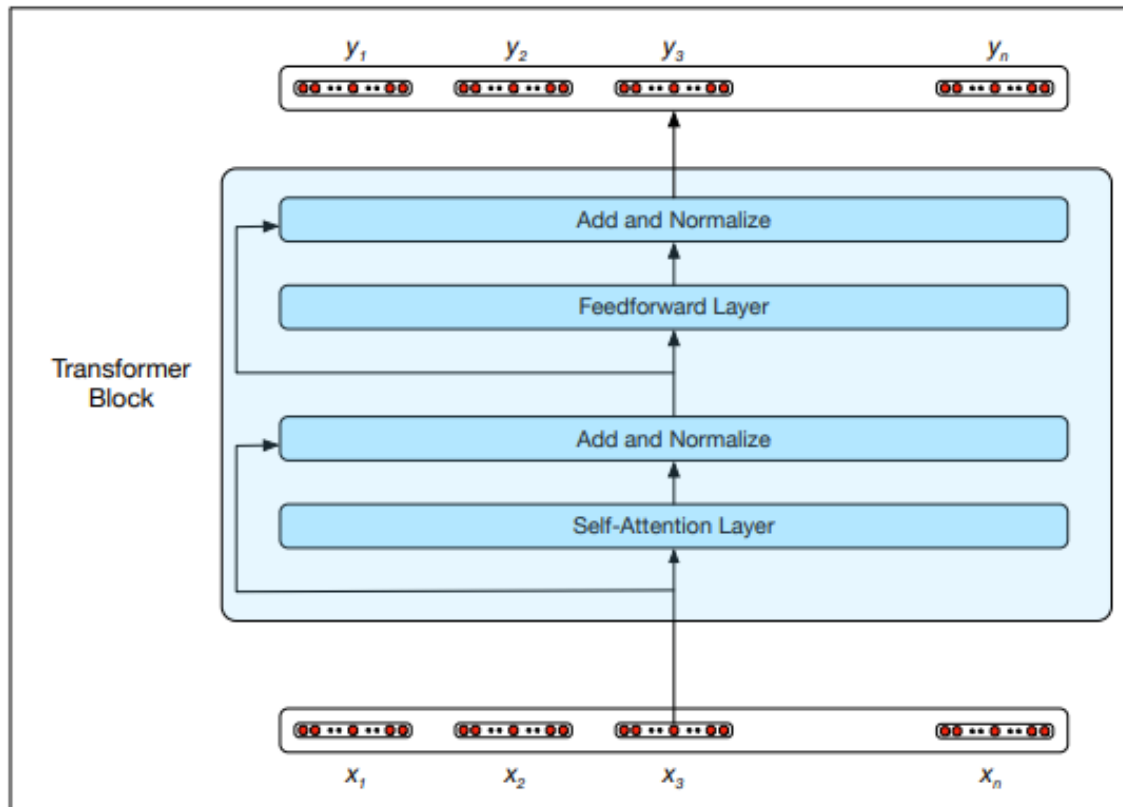 y₁ y₂ y₃ yₙ
Add and Normalize
Feedforward Layer
Transformer
Block
Add and Normalize
Self-Attention Layer
x₁ x₂ x₃ xₙ